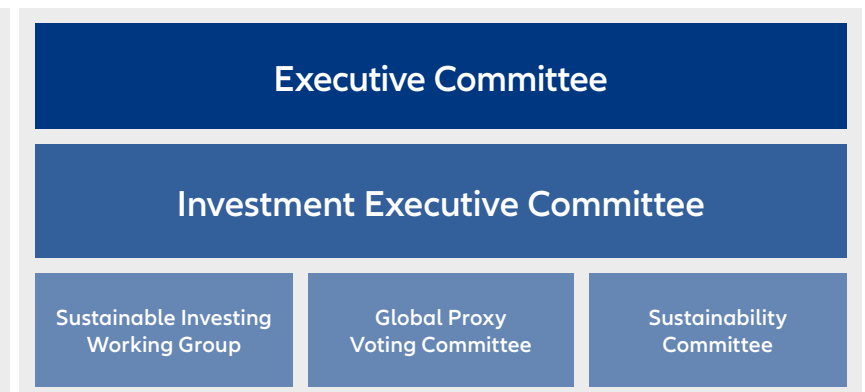 Executive Committee
Investment Executive Committee
Sustainable Investing
Working Group
Global Proxy
Voting Committee
Sustainability
Committee